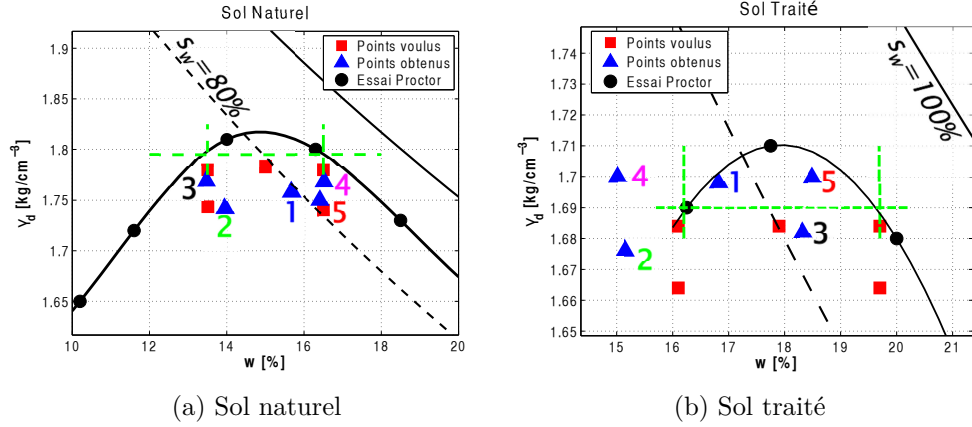 Sol Naturel
1.9
1.85
1.8
1.75
1.7
1.65
γd [kg/cm⁻³]
Sw=80%
Points voulus
Points obtenus
Essai Proctor
3
2
1
4
5
10
12
14
16
18
20
w [%]
(a) Sol naturel
Sol Traité
1.74
1.73
1.72
1.71
1.7
1.69
1.68
1.67
1.66
1.65
γd [kg/cm⁻³]
Points voulus
Points obtenus
Essai Proctor
Sw=100%
4
1
5
2
3
15
16
17
18
19
20
21
w [%]
(b) Sol traité